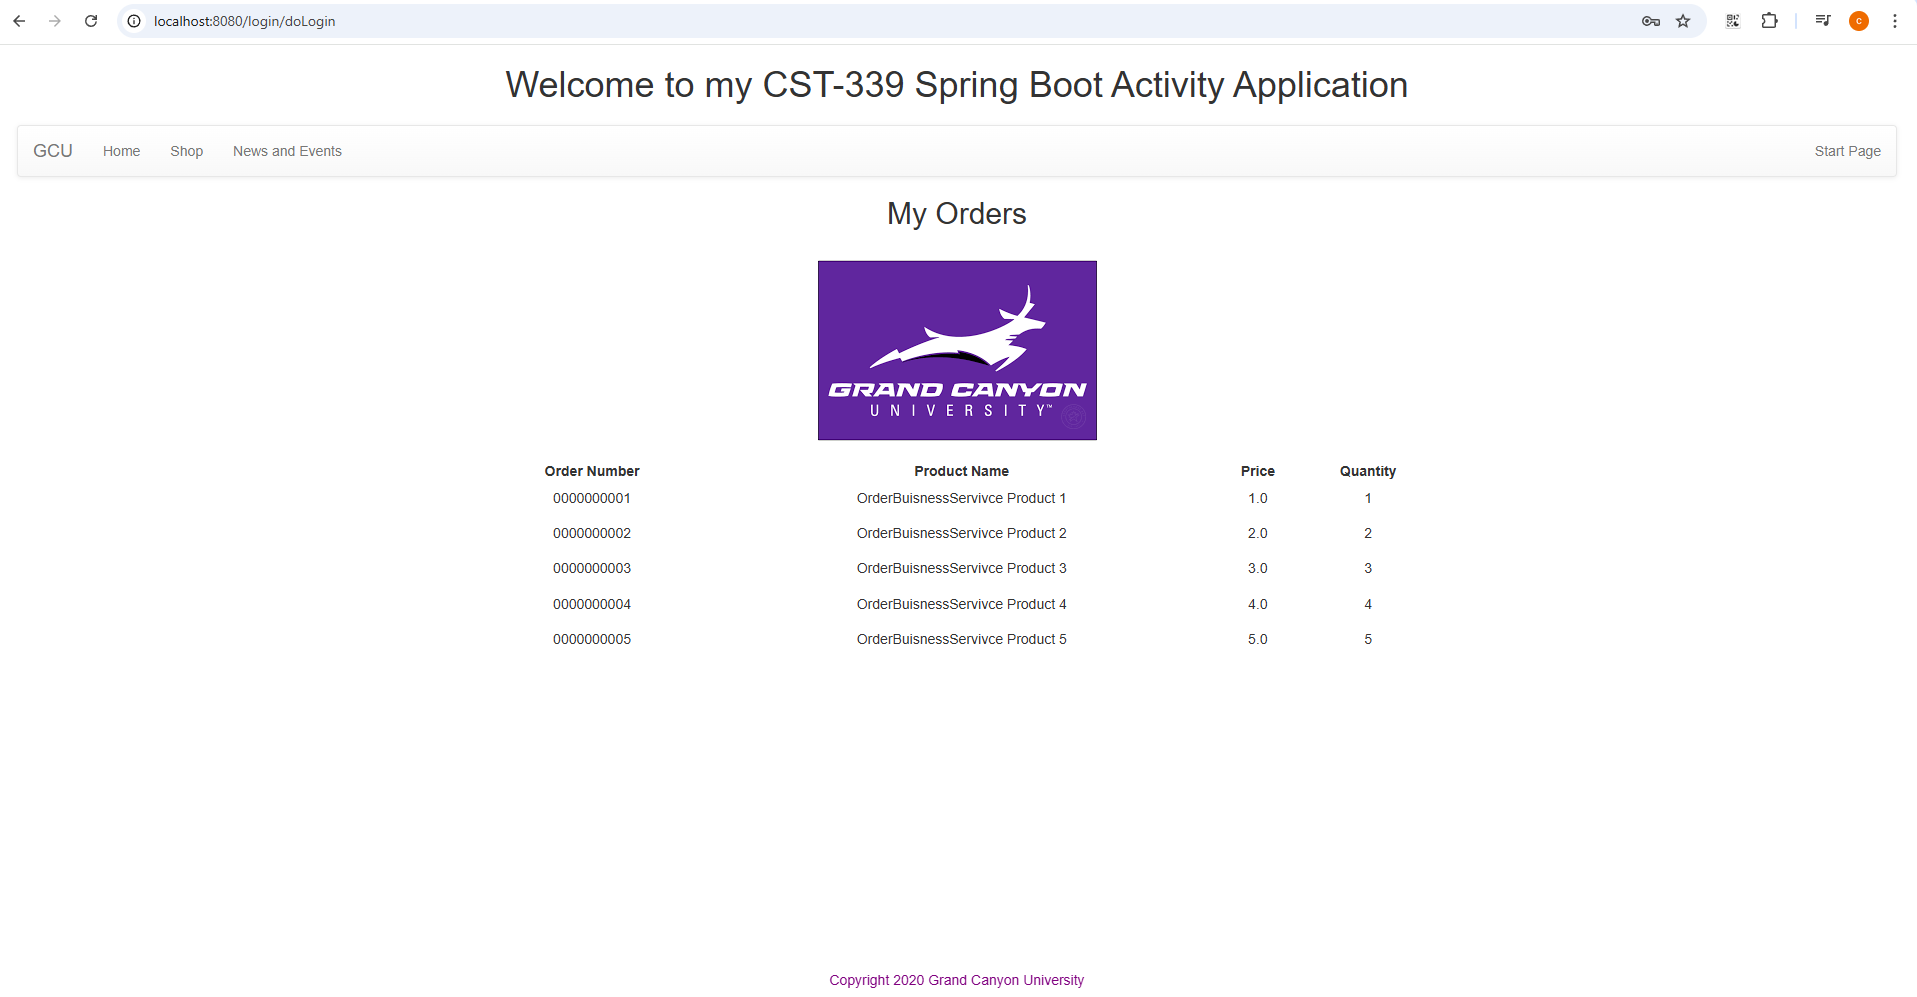 localhost:8080/login/doLogin
c
Welcome to my CST-339 Spring Boot Activity Application
GCU Home Shop News and Events Start Page
My Orders
GRAND CANYON
UNIVERSITY™
Order Number Product Name Price Quantity
0000000001 OrderBuisnessServivce Product 1 1.0 1
0000000002 OrderBuisnessServivce Product 2 2.0 2
0000000003 OrderBuisnessServivce Product 3 3.0 3
0000000004 OrderBuisnessServivce Product 4 4.0 4
0000000005 OrderBuisnessServivce Product 5 5.0 5
Copyright 2020 Grand Canyon University